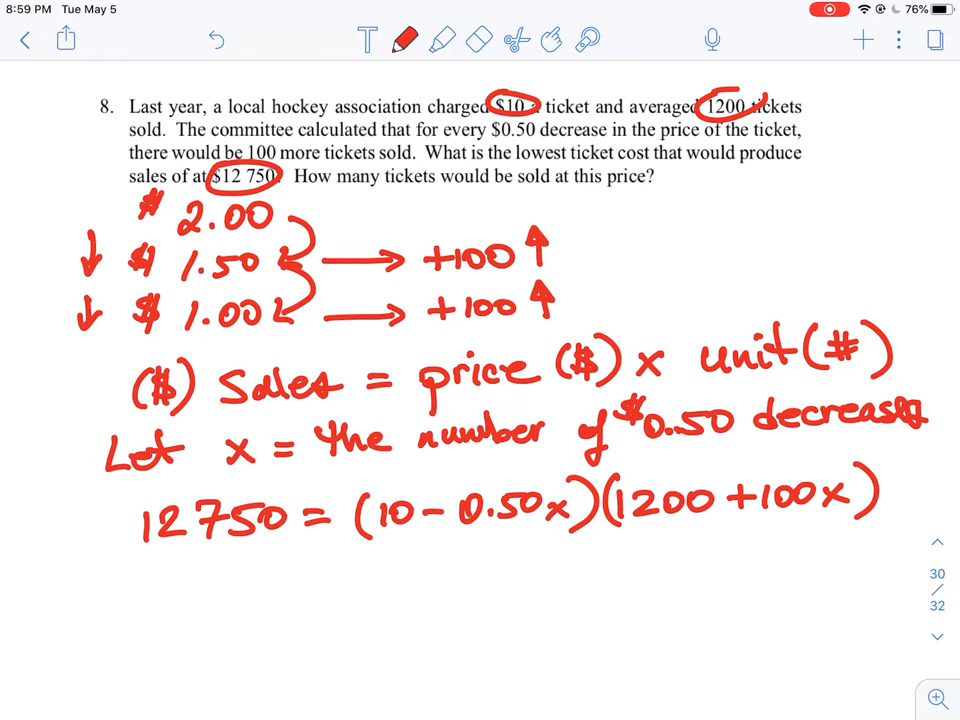 8:59 PM Tue May 5 76%
T
8. Last year, a local hockey association charged $10 a ticket and averaged 1200 tickets
sold. The committee calculated that for every $0.50 decrease in the price of the ticket,
there would be 100 more tickets sold. What is the lowest ticket cost that would produce
sales of at $12 750? How many tickets would be sold at this price?
$ 2.00
↓ $ 1.50 → +100 ↑
↓ $ 1.00 → +100 ↑
($) Sales = price ($) x unit (#)
Let x = the number of $0.50 decreases
12750 = (10 - 0.50x)(1200 + 100x)
30
/
32